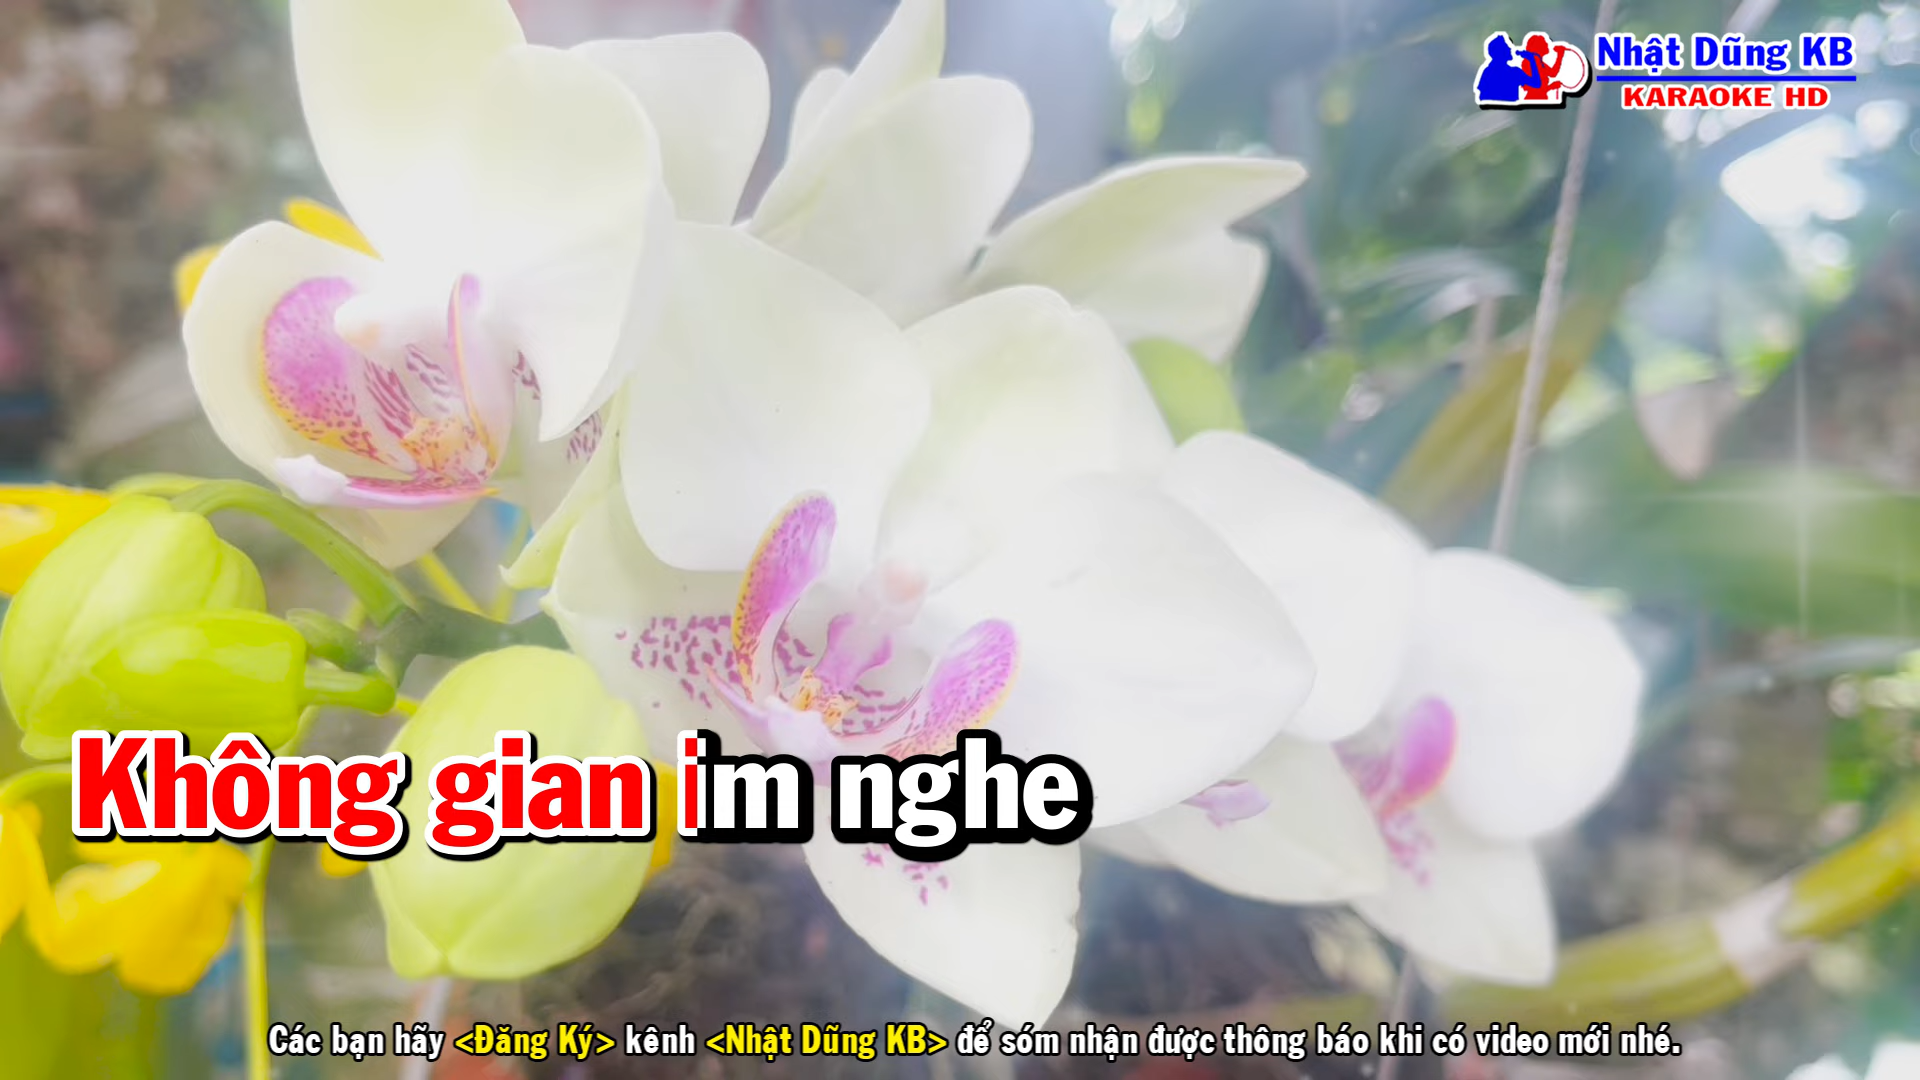 Nhật Dũng KB
KARAOKE HD
Không gian im nghe
Các bạn hãy <Đăng Ký> kênh <Nhật Dũng KB> để sóm nhận được thông báo khi có video mới nhé.